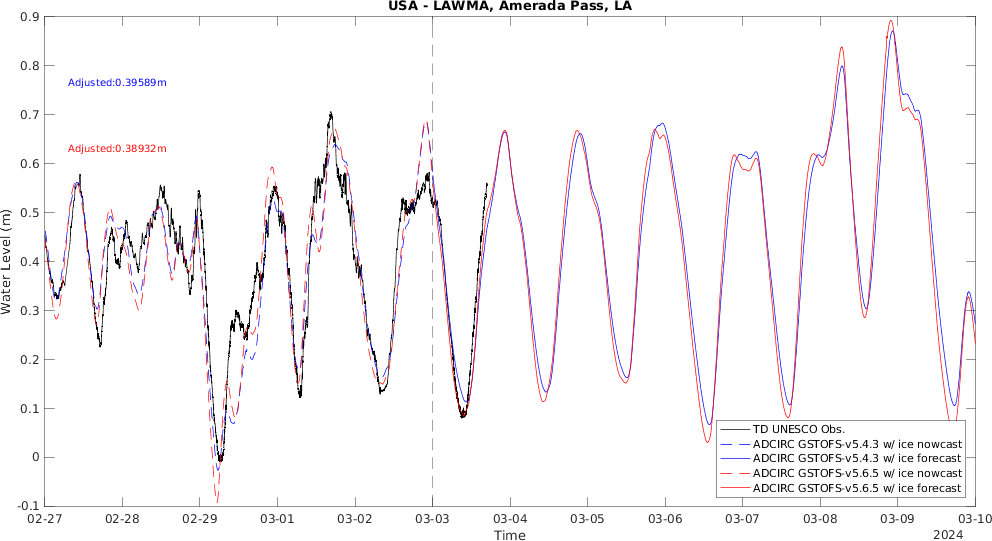 USA - LAWMA, Amerada Pass, LA
0.9
0.8
0.7
0.6
0.5
0.4
0.3
0.2
0.1
0
-0.1
Water Level (m)
Adjusted:0.39589m
Adjusted:0.38932m
TD UNESCO Obs.
ADCIRC GSTOFS-v5.4.3 w/ ice nowcast
ADCIRC GSTOFS-v5.4.3 w/ ice forecast
ADCIRC GSTOFS-v5.6.5 w/ ice nowcast
ADCIRC GSTOFS-v5.6.5 w/ ice forecast
02-27 02-28 02-29 03-01 03-02 03-03 03-04 03-05 03-06 03-07 03-08 03-09 03-10
Time
2024